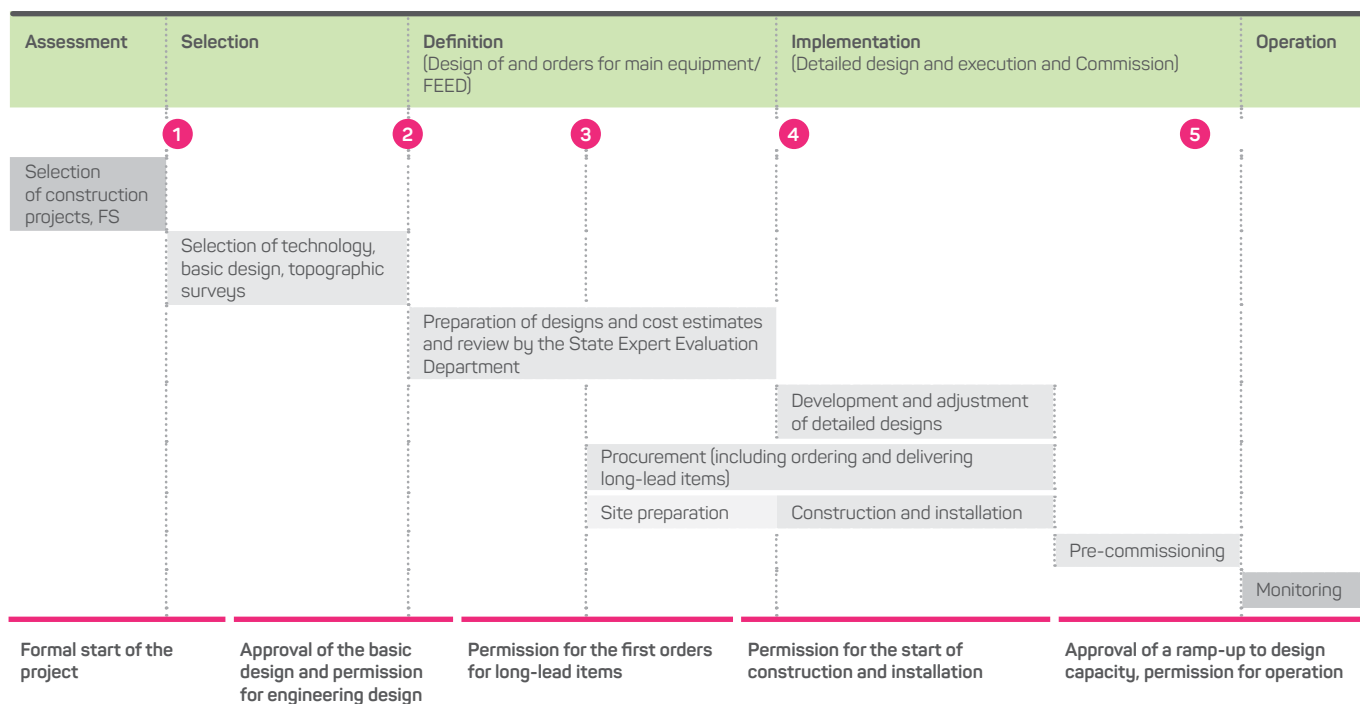 Assessment
Selection
Definition
(Design of and orders for main equipment/
FEED)
Implementation
(Detailed design and execution and Commission)
Operation
1
2
3
4
5
Selection
of construction
projects, FS
Selection of technology,
basic design, topographic
surveys
Preparation of designs and cost estimates
and review by the State Expert Evaluation
Department
Development and adjustment
of detailed designs
Procurement (including ordering and delivering
long-lead items)
Site preparation
Construction and installation
Pre-commissioning
Monitoring
Formal start of the
project
Approval of the basic
design and permission
for engineering design
Permission for the first orders
for long-lead items
Permission for the start of
construction and installation
Approval of a ramp-up to design
capacity, permission for operation